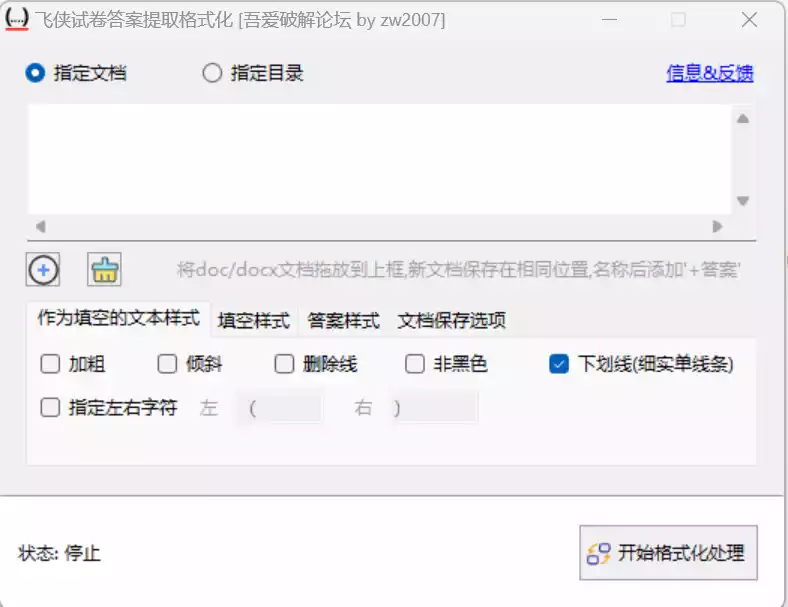 (....) 飞侠试卷答案提取格式化 [吾爱破解论坛 by zw2007]
指定文档 指定目录 信息&反馈
将doc/docx文档拖放到上框,新文档保存在相同位置,名称后添加'+答案'
作为填空的文本样式 填空样式 答案样式 文档保存选项
加粗 倾斜 删除线 非黑色 下划线(细实单线条)
指定左右字符 左 ( 右 )
状态: 停止 开始格式化处理